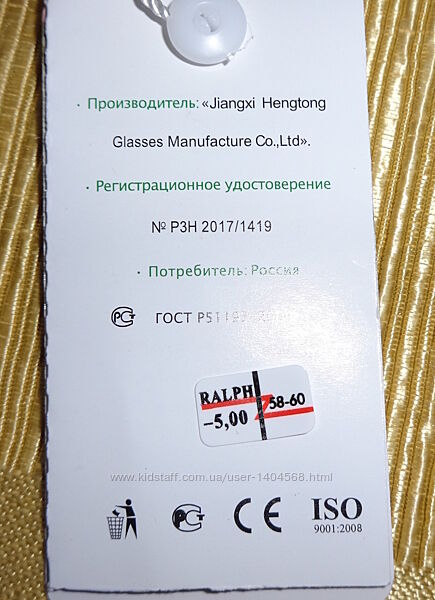 · Производитель: «Jiangxi Hengtong
Glasses Manufacture Co.,Ltd».
· Регистрационное удостоверение
№ РЗН 2017/1419
· Потребитель: Россия
ГОСТ
RALPH
-5,00
58-60
www.kidstaff.com.ua/user-1404568.html
CE
ISO
9001:2008